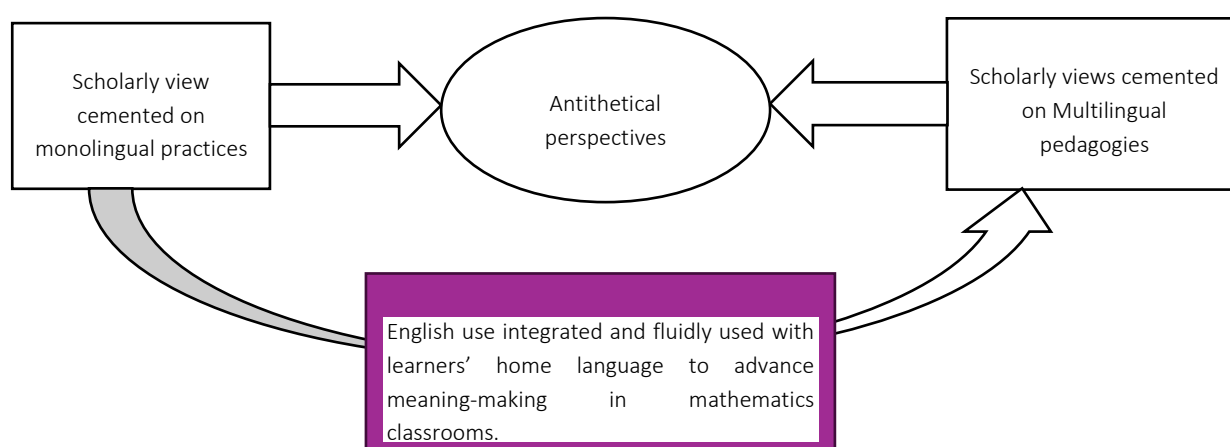 Scholarly view
cemented on
monolingual practices
Antithetical
perspectives
Scholarly views cemented
on Multilingual
pedagogies
English use integrated and fluidly used with
learners’ home language to advance
meaning-making in mathematics
classrooms.